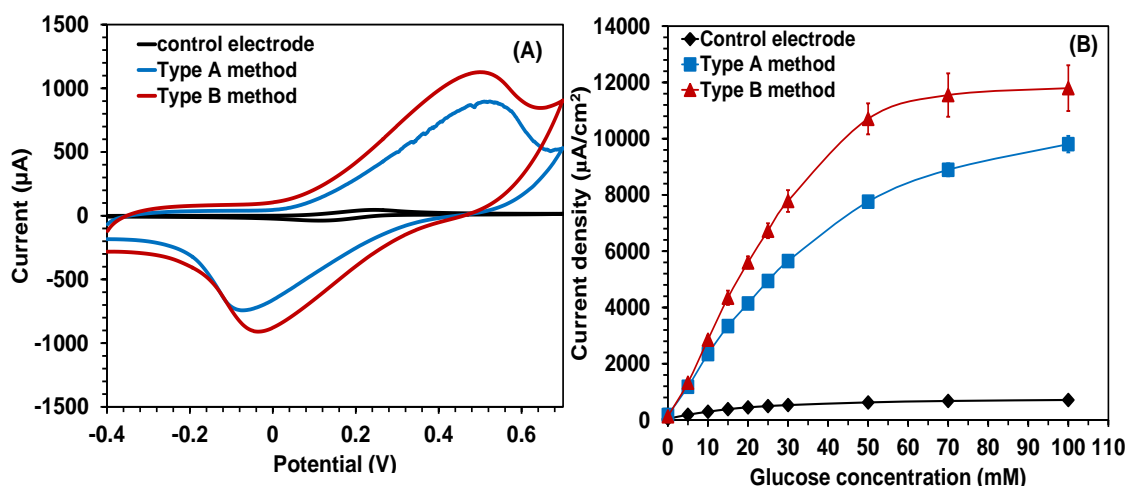 (A)
control electrode
Type A method
Type B method
1500
1000
500
0
-500
-1000
-1500
Current (µA)
-0.4
-0.2
0
0.2
0.4
0.6
Potential (V)
(B)
Control electrode
Type A method
Type B method
14000
12000
10000
8000
6000
4000
2000
0
Current density (µA/cm²)
0
10
20
30
40
50
60
70
80
90
100
110
Glucose concentration (mM)